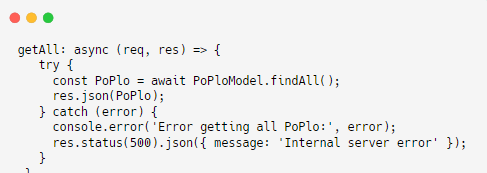 getAll: async (req, res) => {
    try {
        const PoPlo = await PoPloModel.findAll();
        res.json(PoPlo);
    } catch (error) {
        console.error('Error getting all PoPlo:', error);
        res.status(500).json({ message: 'Internal server error' });
    }
}